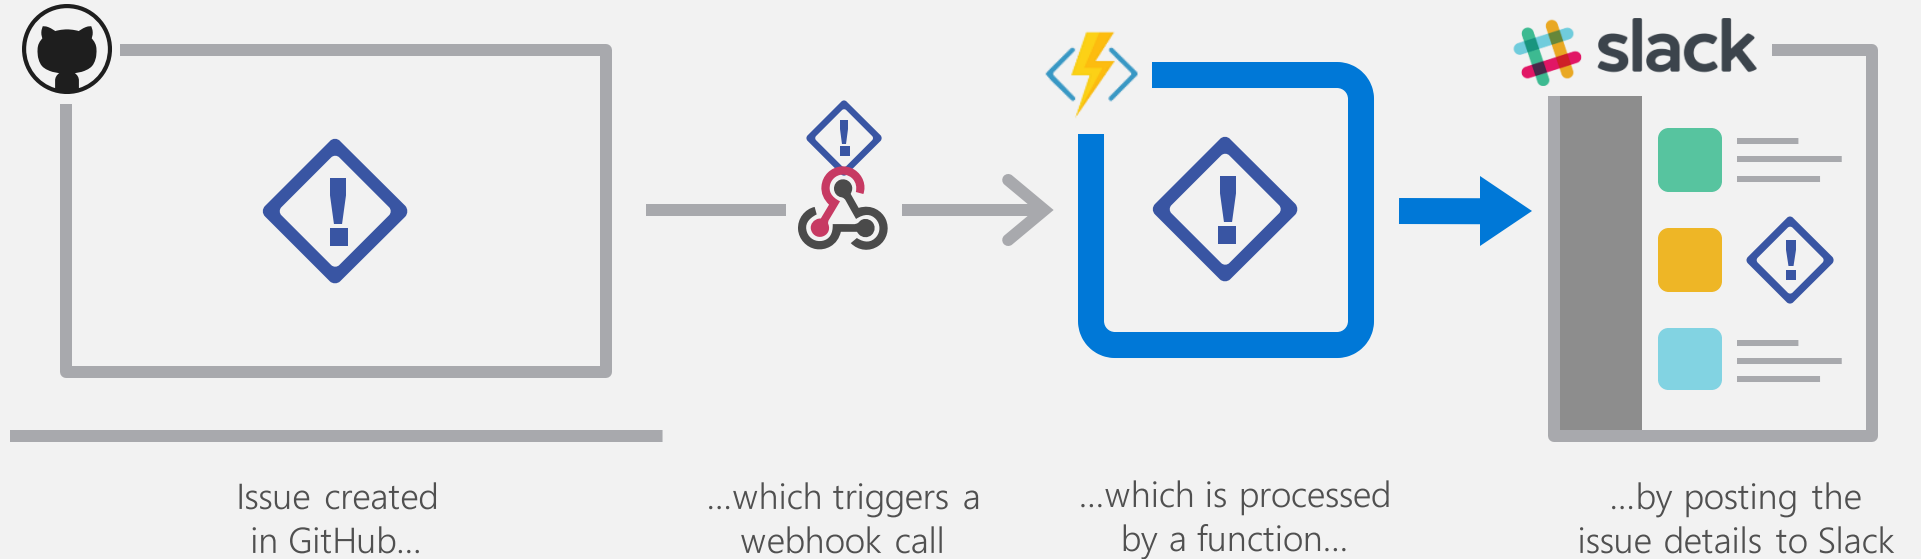 slack
Issue created
in GitHub...
...which triggers a
webhook call
...which is processed
by a function...
...by posting the
issue details to Slack